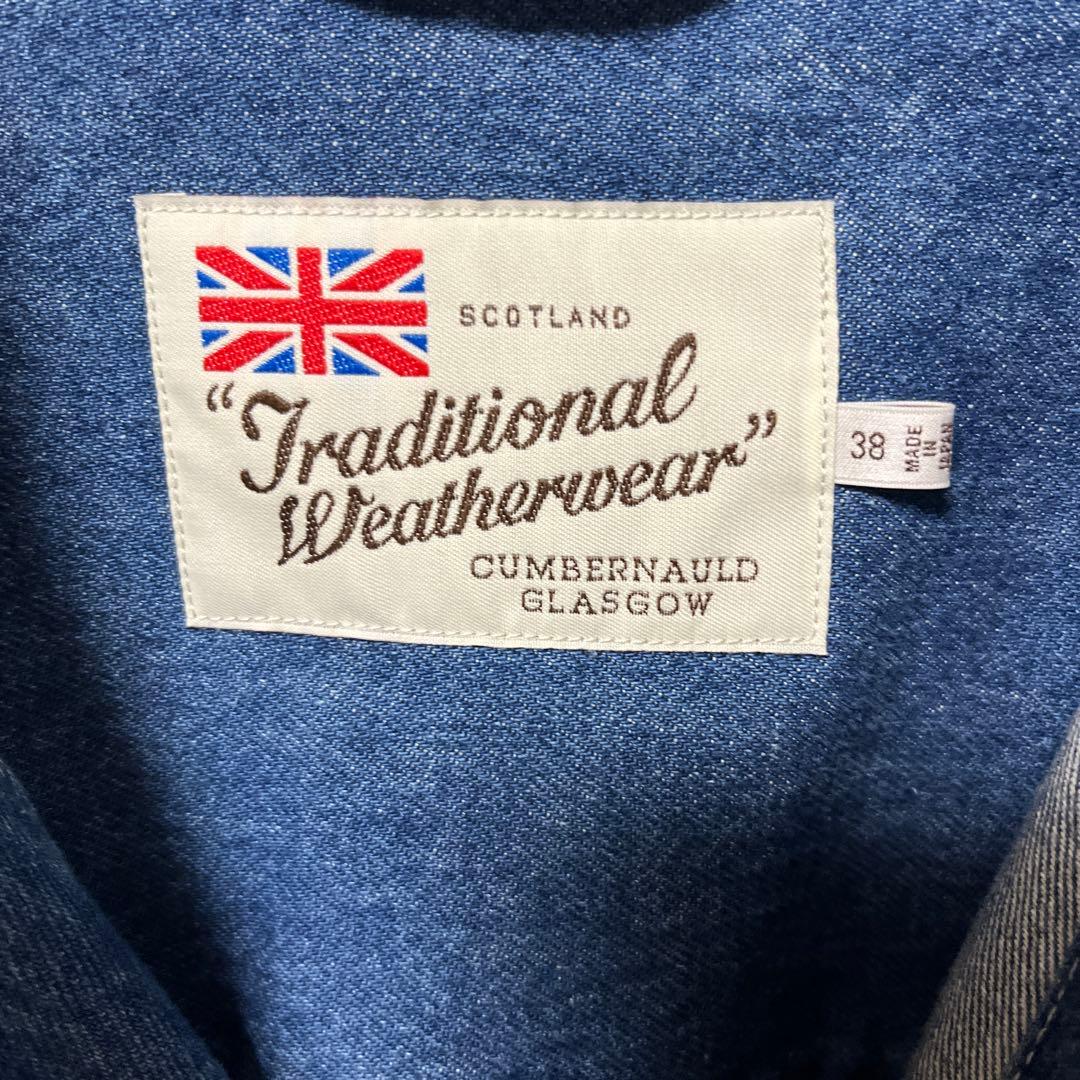 SCOTLAND
“Traditional
Weatherwear”
CUMBERNAULD
GLASGOW
38
MADE
IN
JAPAN